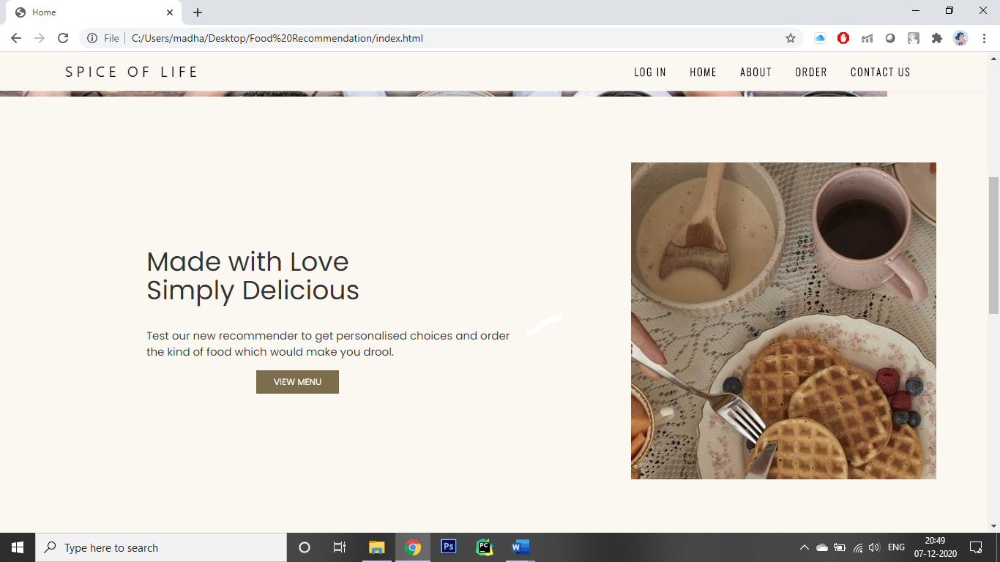 Home
File C:/Users/madha/Desktop/Food%20Recommendation/index.html
SPICE OF LIFE
LOG IN HOME ABOUT ORDER CONTACT US
Made with Love
Simply Delicious
Test our new recommender to get personalised choices and order
the kind of food which would make you drool.
VIEW MENU
Type here to search
Ps
PC
W
ENG
20:49
07-12-2020